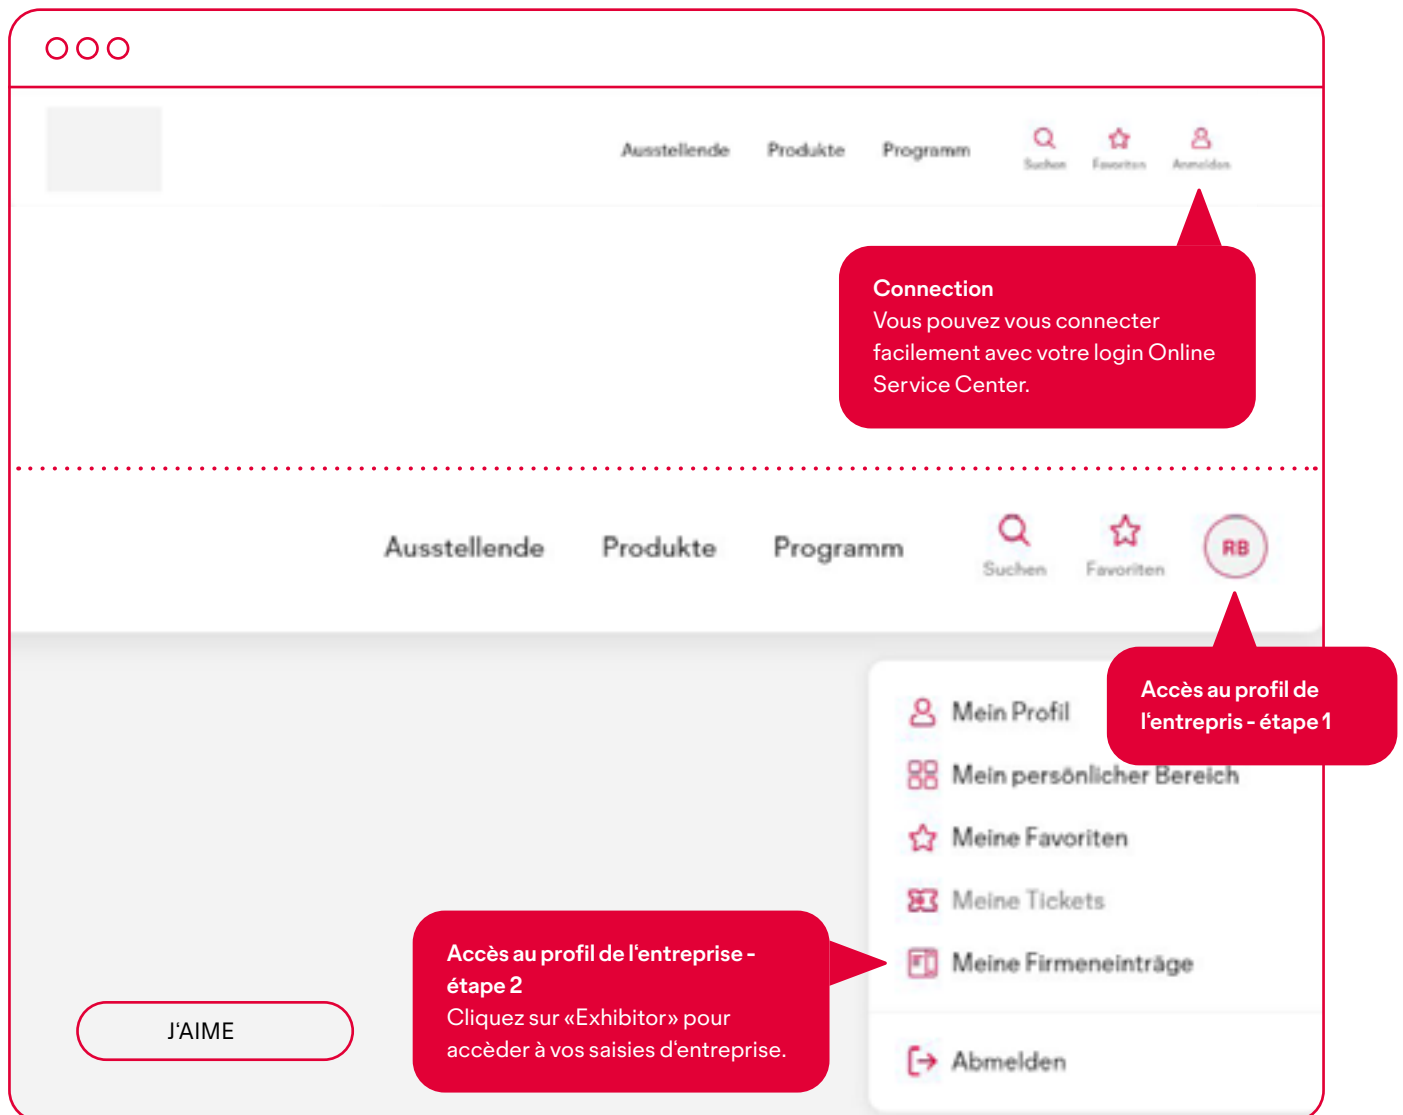 Ausstellende Produkte Programm Suchen Favoriten Anmelden
Connection
Vous pouvez vous connecter
facilement avec votre login Online
Service Center.
Ausstellende Produkte Programm Suchen Favoriten RB
Accès au profil de
l‘entrepris - étape 1
Mein Profil
Mein persönlicher Bereich
Meine Favoriten
Meine Tickets
Meine Firmeneinträge
Abmelden
Accès au profil de l‘entreprise -
étape 2
Cliquez sur «Exhibitor» pour
accèder à vos saisies d‘entreprise.
J‘AIME